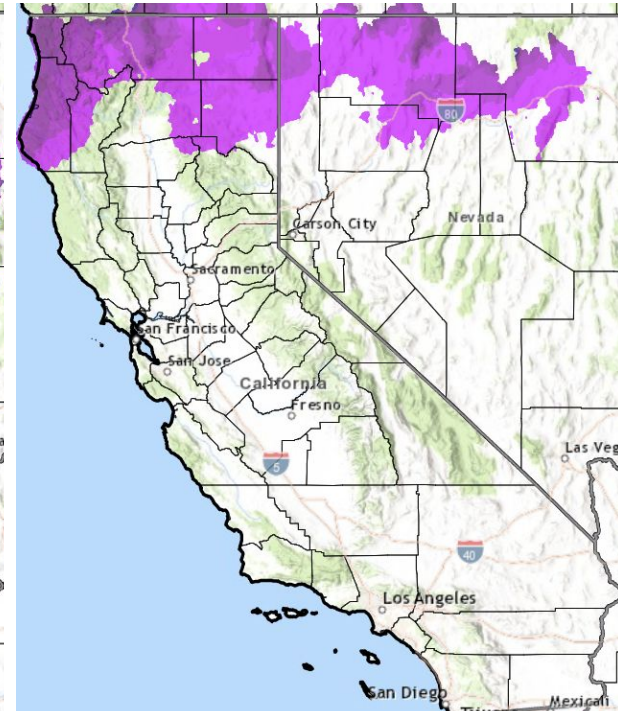 80
Carson City
Nevada
Sacramento
San Francisco
San Jose
California
Fresno
5
Las Veg
40
Los Angeles
San Diego
Mexicali